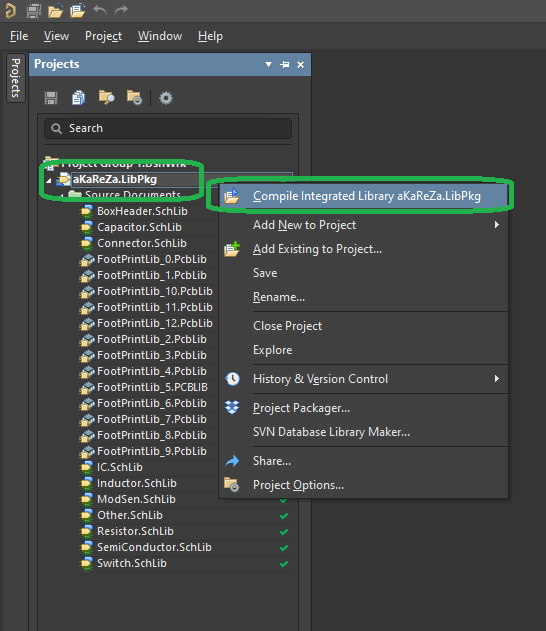 File View Project Window Help
Projects
Projects
Search
Project Group 1.DsnWrk
aKaReZa.LibPkg
Source Documents
BoxHeader.SchLib
Capacitor.SchLib
Connector.SchLib
FootPrintLib_0.PcbLib
FootPrintLib_1.PcbLib
FootPrintLib_10.PcbLib
FootPrintLib_11.PcbLib
FootPrintLib_12.PcbLib
FootPrintLib_2.PcbLib
FootPrintLib_3.PcbLib
FootPrintLib_4.PcbLib
FootPrintLib_5.PCBLIB
FootPrintLib_6.PcbLib
FootPrintLib_7.PcbLib
FootPrintLib_8.PcbLib
FootPrintLib_9.PcbLib
IC.SchLib
Inductor.SchLib
ModSen.SchLib
Other.SchLib
Resistor.SchLib
SemiConductor.SchLib
Switch.SchLib
Compile Integrated Library aKaReZa.LibPkg
Add New to Project
Add Existing to Project...
Save
Rename...
Close Project
Explore
History & Version Control
Project Packager...
SVN Database Library Maker...
Share...
Project Options...